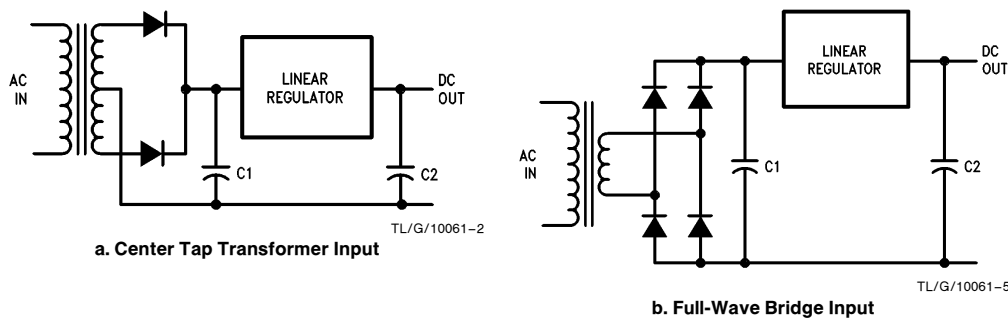 AC
IN
LINEAR
REGULATOR
DC
OUT
C1
C2
TL/G/10061–2
a. Center Tap Transformer Input
AC
IN
LINEAR
REGULATOR
DC
OUT
C1
C2
TL/G/10061–5
b. Full-Wave Bridge Input